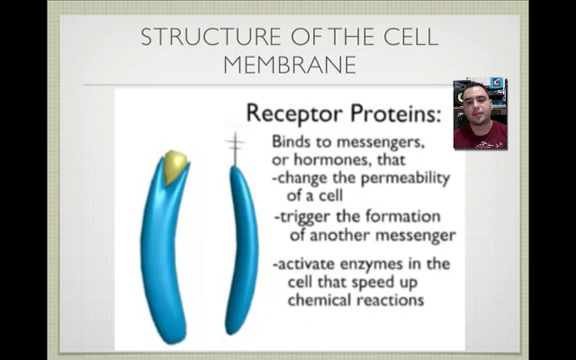 STRUCTURE OF THE CELL
MEMBRANE
Receptor Proteins:
Binds to messengers,
or hormones, that
-change the permeability
of a cell
-trigger the formation
of another messenger
-activate enzymes in the
cell that speed up
chemical reactions